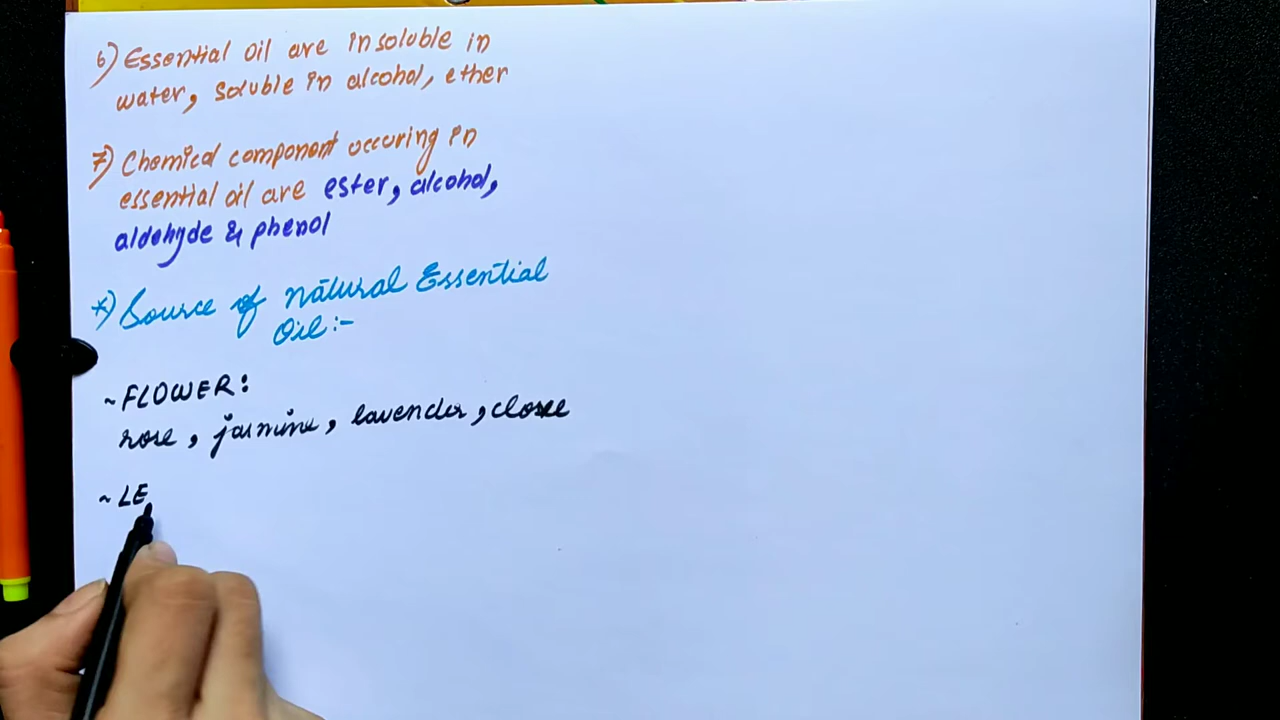 6) Essential oil are insoluble in
water, soluble in alcohol, ether
7) Chemical component occuring in
essential oil are ester, alcohol,
aldehyde & phenol
*) Source of natural Essential
Oil:-
~ FLOWER:
rose, jasmine, lavender, clove
~ LE